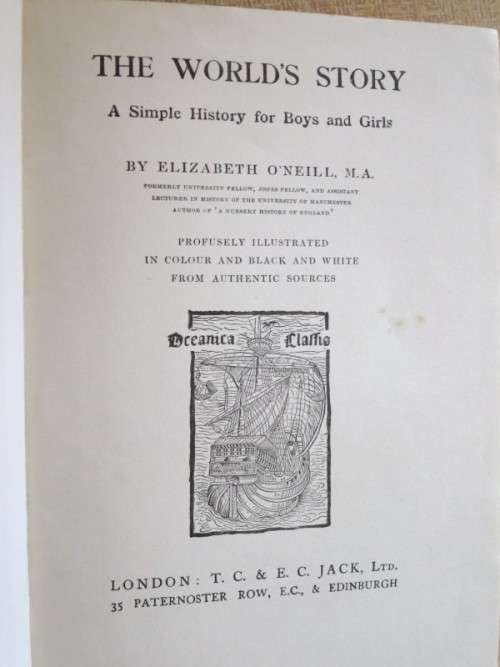 THE WORLD'S STORY
A Simple History for Boys and Girls
BY ELIZABETH O'NEILL, M.A.
FORMERLY UNIVERSITY FELLOW, JONES FELLOW, AND ASSISTANT
LECTURER IN HISTORY OF THE UNIVERSITY OF MANCHESTER
AUTHOR OF 'A NURSERY HISTORY OF ENGLAND'
PROFUSELY ILLUSTRATED
IN COLOUR AND BLACK AND WHITE
FROM AUTHENTIC SOURCES
Oceanica Classis
LONDON: T. C. & E. C. JACK, LTD.
35 PATERNOSTER ROW, E.C., & EDINBURGH